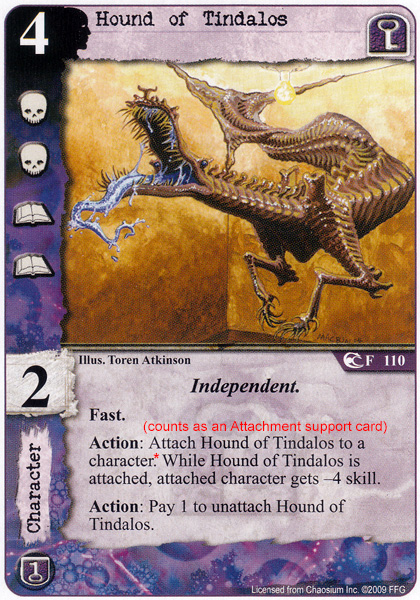 4
Hound of Tindalos
Illus. Toren Atkinson
F 110
2
Independent.
Fast.
(counts as an Attachment support card)
Action: Attach Hound of Tindalos to a
character.* While Hound of Tindalos is
attached, attached character gets –4 skill.
Action: Pay 1 to unattach Hound of
Tindalos.
Character
1
Licensed from Chaosium Inc. ©2009 FFG